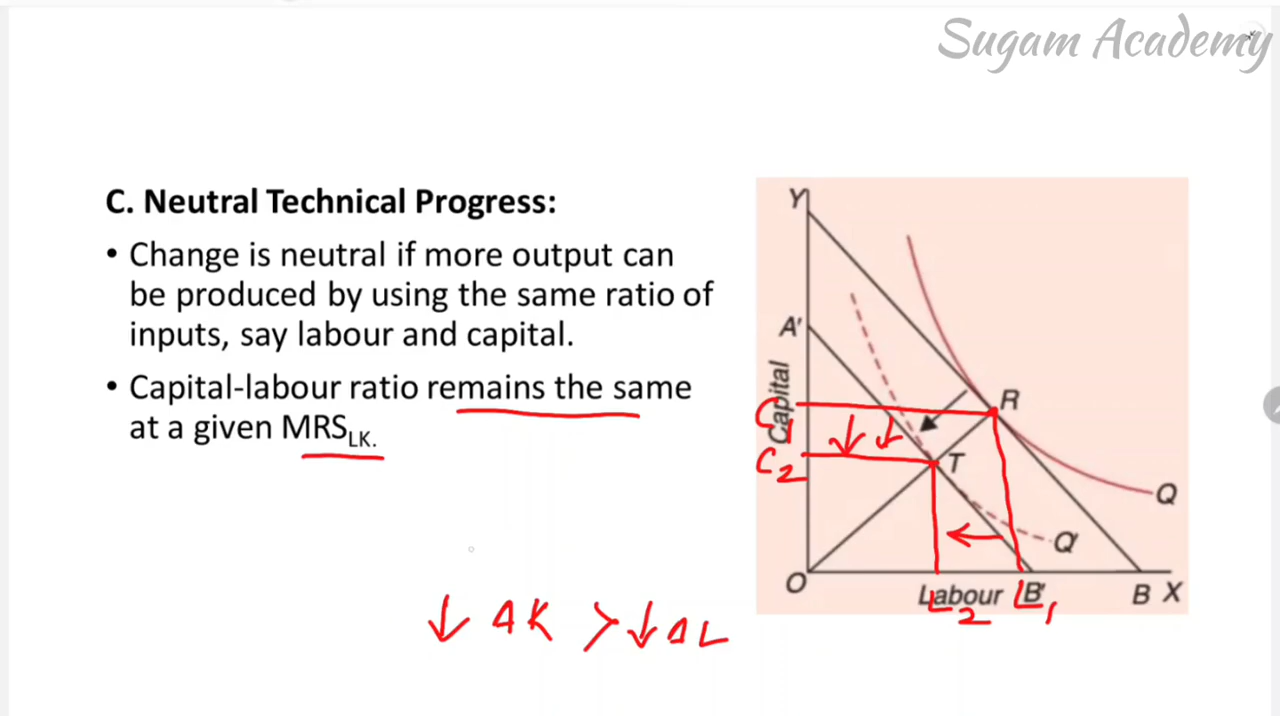 Sugam Academy
C. Neutral Technical Progress:
• Change is neutral if more output can
be produced by using the same ratio of
inputs, say labour and capital.
• Capital-labour ratio remains the same
at a given MRSLK.
↓ ΔK > ↓ ΔL
Y
A'
Capital
C1
C2
R
T
Q
Q'
O
Labour
B'
B
X
L2
L1